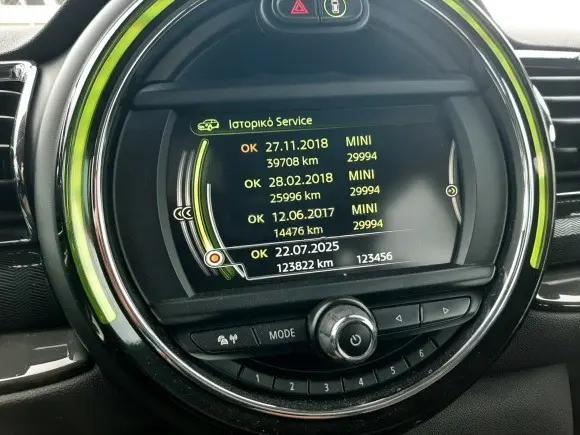 Ιστορικό Service
OK 27.11.2018 MINI
39708 km 29994
OK 28.02.2018 MINI
25996 km 29994
OK 12.06.2017 MINI
14476 km 29994
OK 22.07.2025
123822 km 123456
MODE
1 2 3 4 5 6